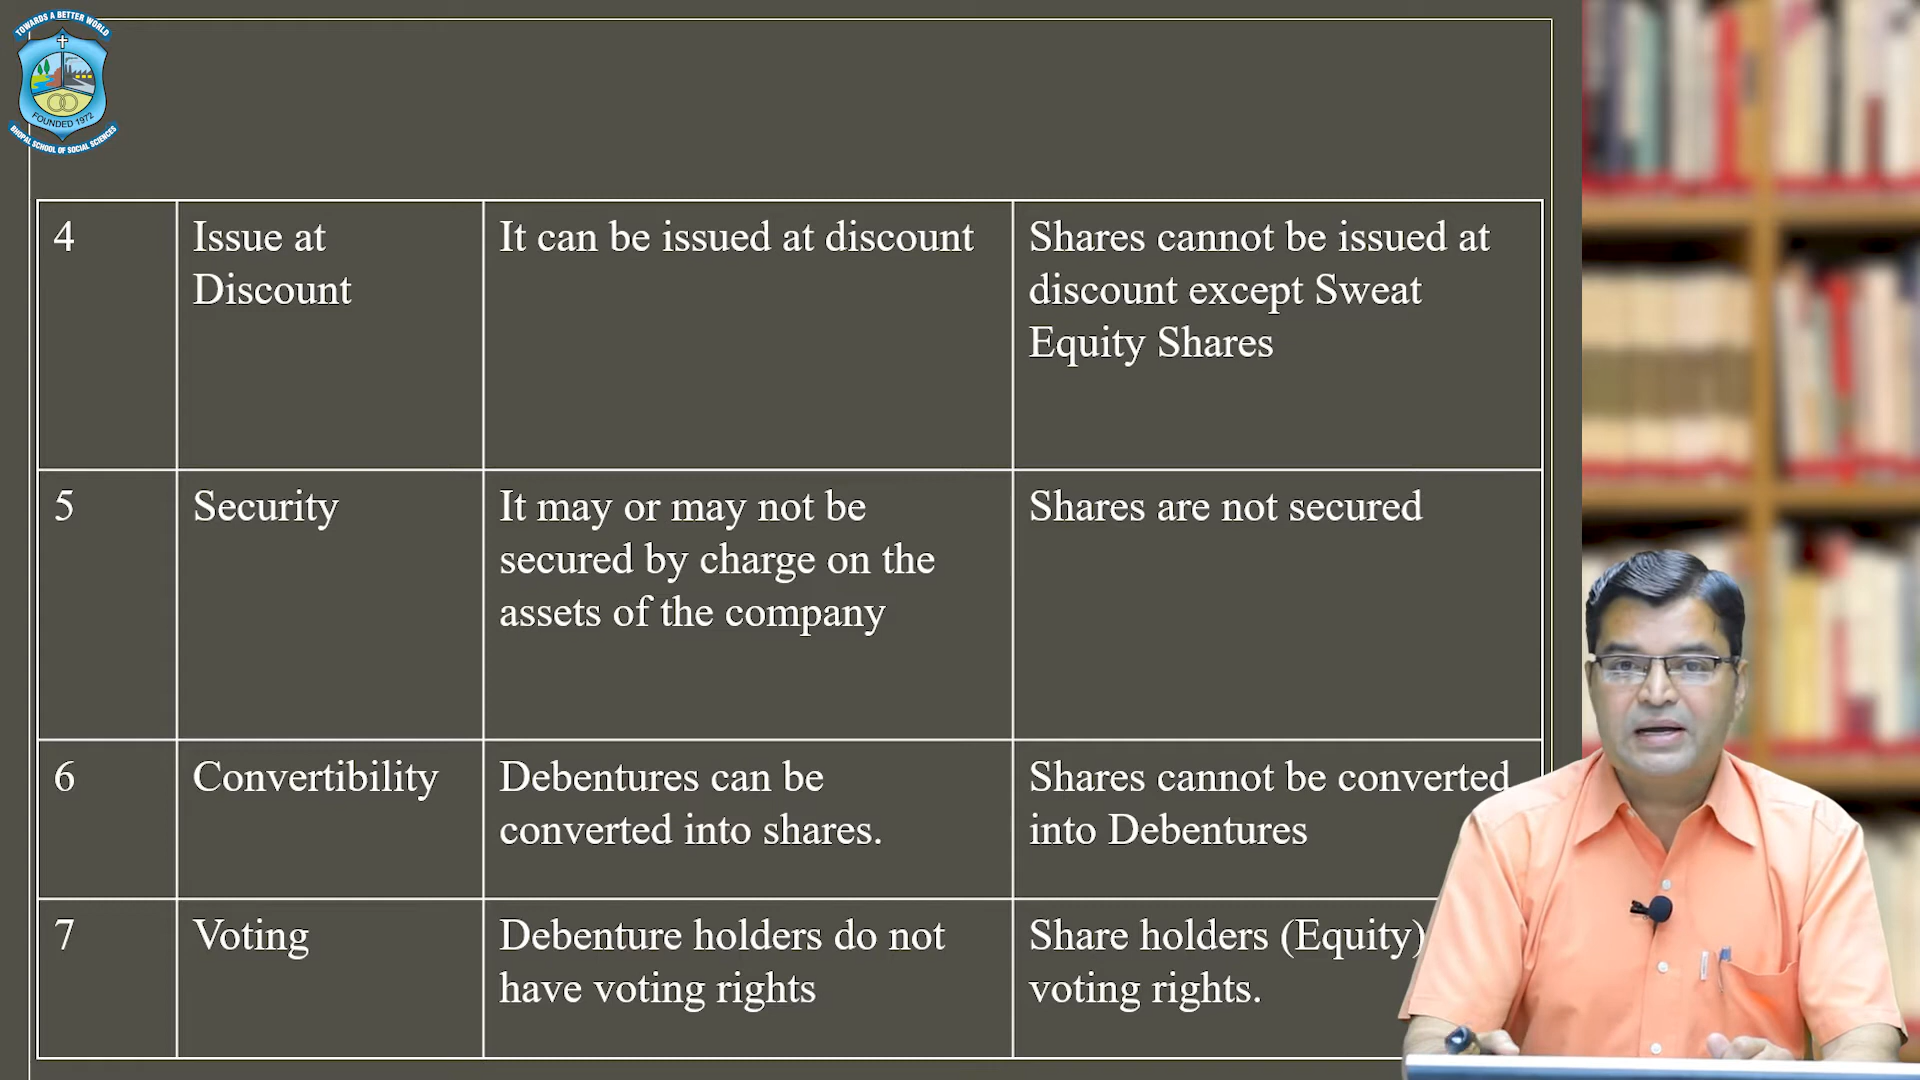 TOWARDS A BETTER WORLD
FOUNDED 1972
BHOPAL SCHOOL OF SOCIAL SCIENCES
4
Issue at
Discount
It can be issued at discount
Shares cannot be issued at
discount except Sweat
Equity Shares
5
Security
It may or may not be
secured by charge on the
assets of the company
Shares are not secured
6
Convertibility
Debentures can be
converted into shares.
Shares cannot be converted
into Debentures
7
Voting
Debenture holders do not
have voting rights
Share holders (Equity)
voting rights.